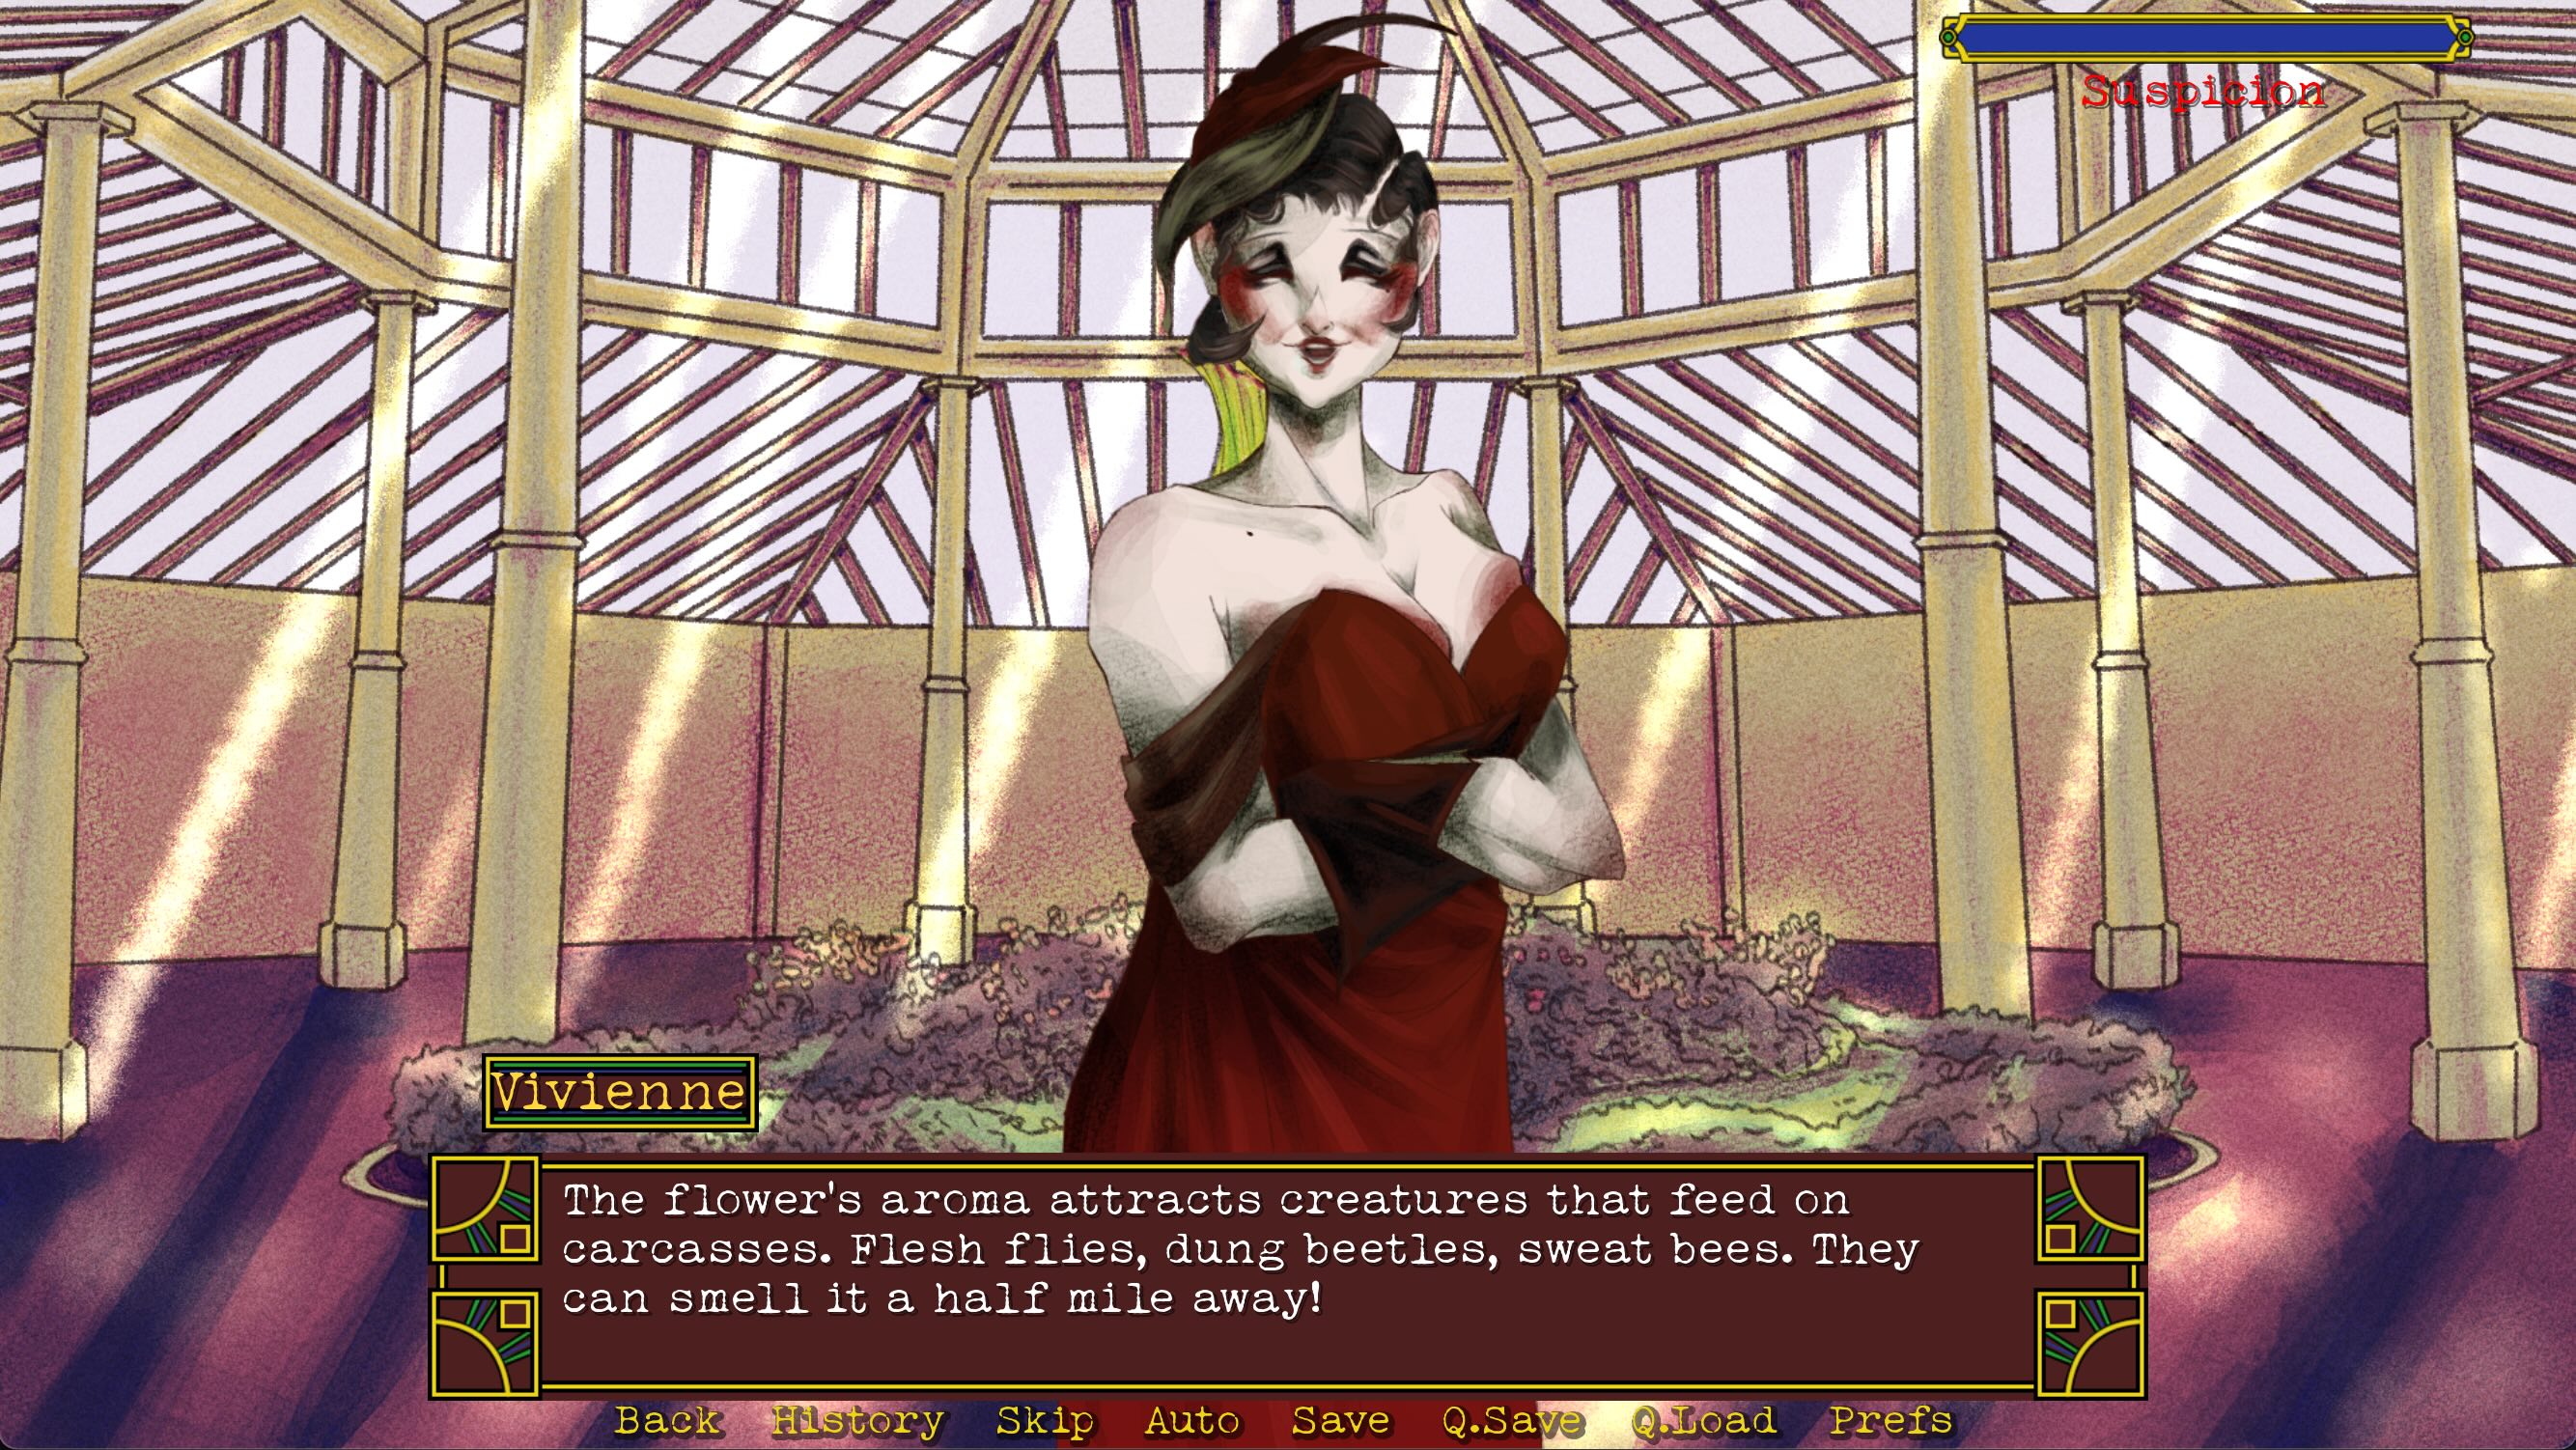 Suspicion
Vivienne
The flower's aroma attracts creatures that feed on
carcasses. Flesh flies, dung beetles, sweat bees. They
can smell it a half mile away!
Back History Skip Auto Save Q.Save Q.Load Prefs